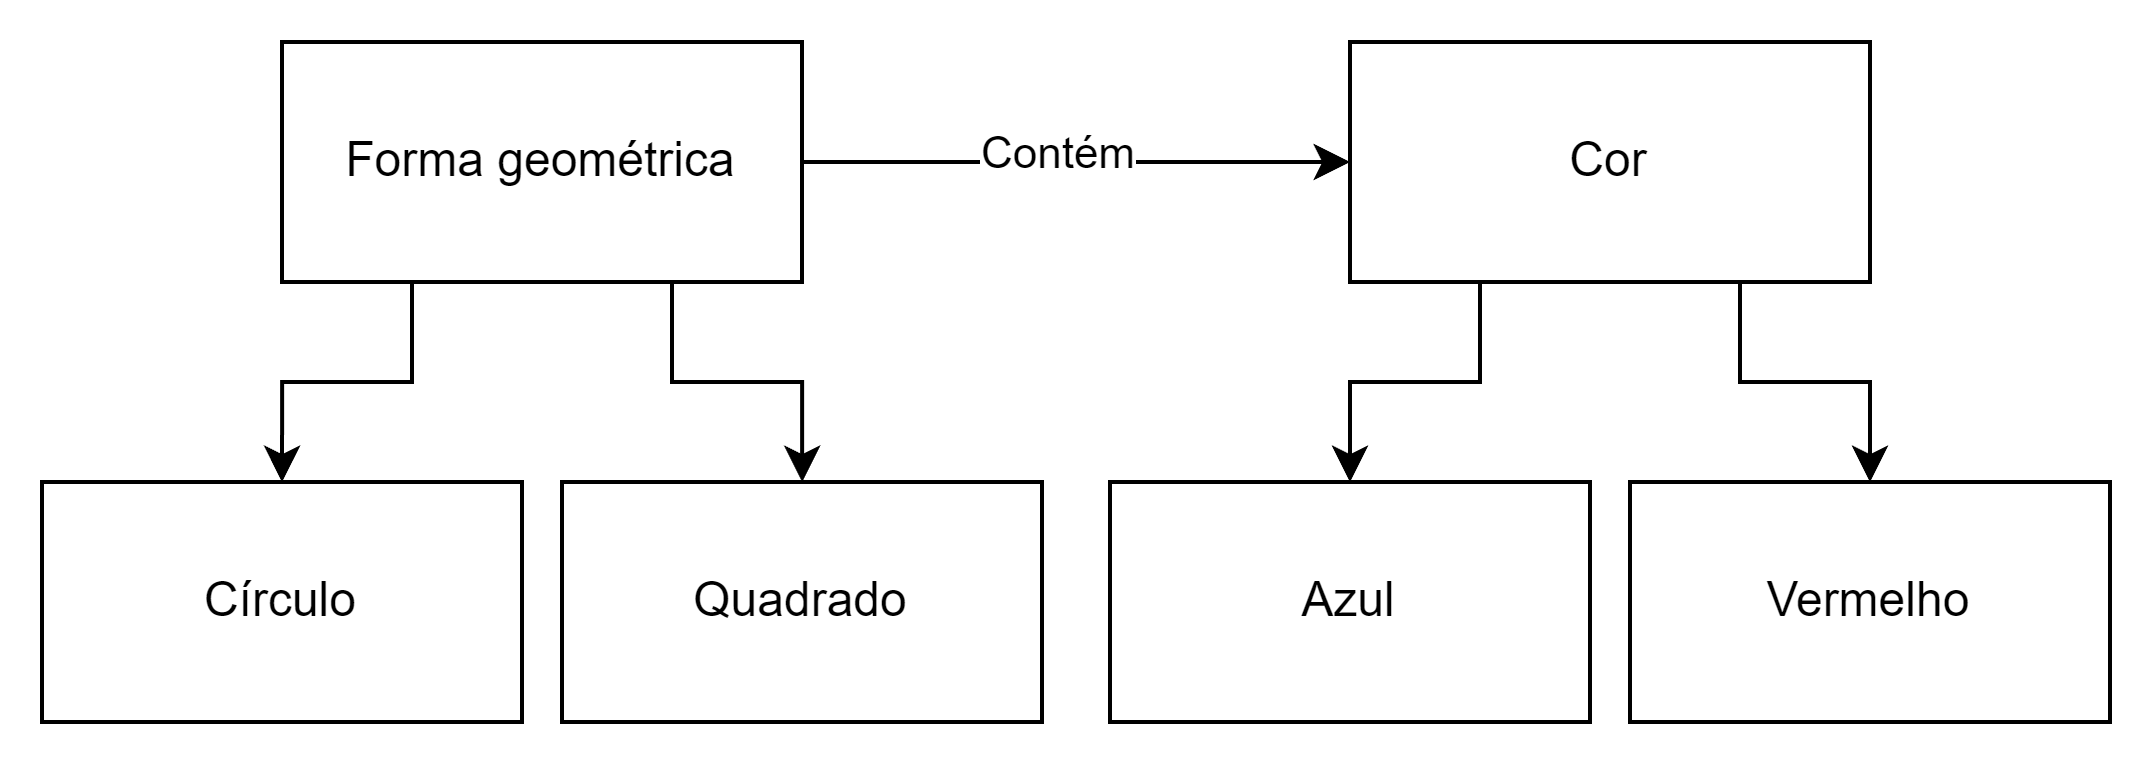 Forma geométrica
Contém
Cor
Círculo
Quadrado
Azul
Vermelho